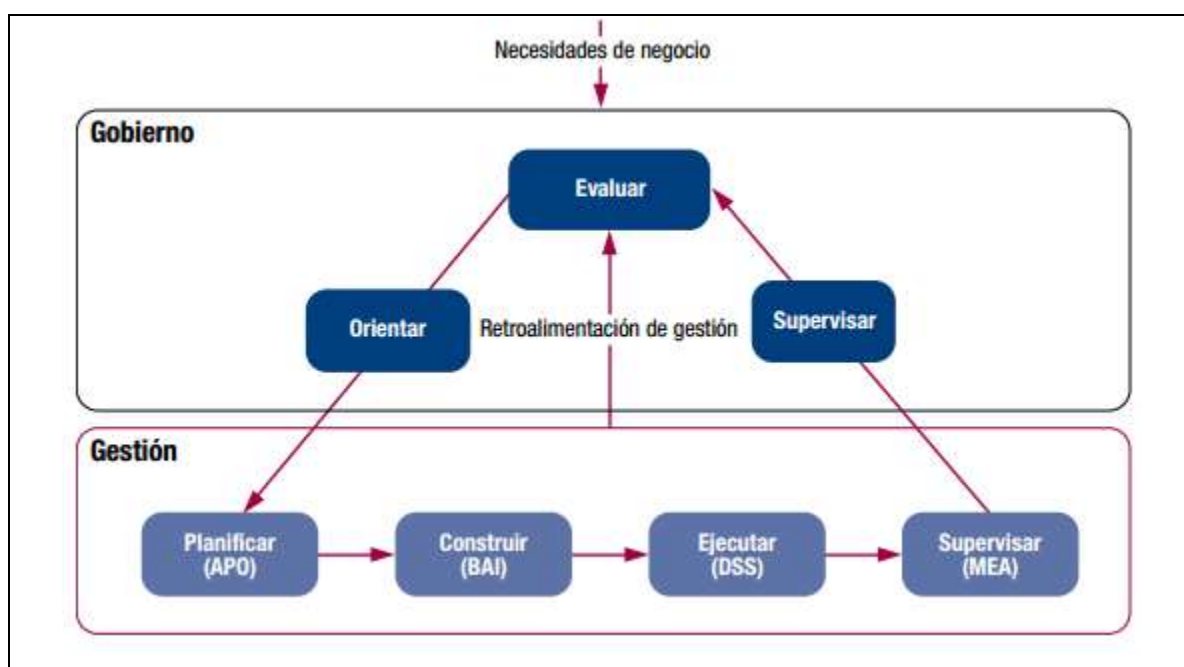 Necesidades de negocio
Gobierno
Evaluar
Orientar
Retroalimentación de gestión
Supervisar
Gestión
Planificar
(APO)
Construir
(BAI)
Ejecutar
(DSS)
Supervisar
(MEA)